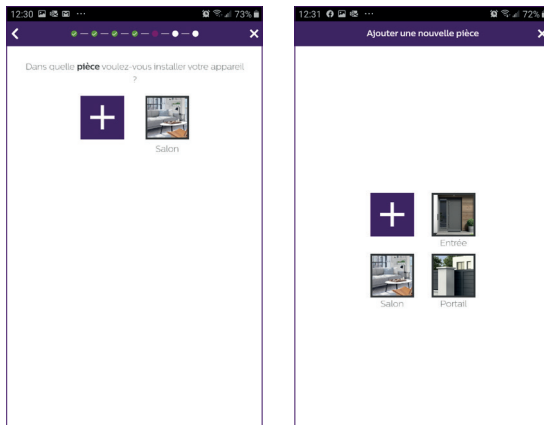 12:30
73%
Dans quelle pièce voulez-vous installer votre appareil
?
Salon
12:31
72%
Ajouter une nouvelle pièce
Entrée
Salon
Portail